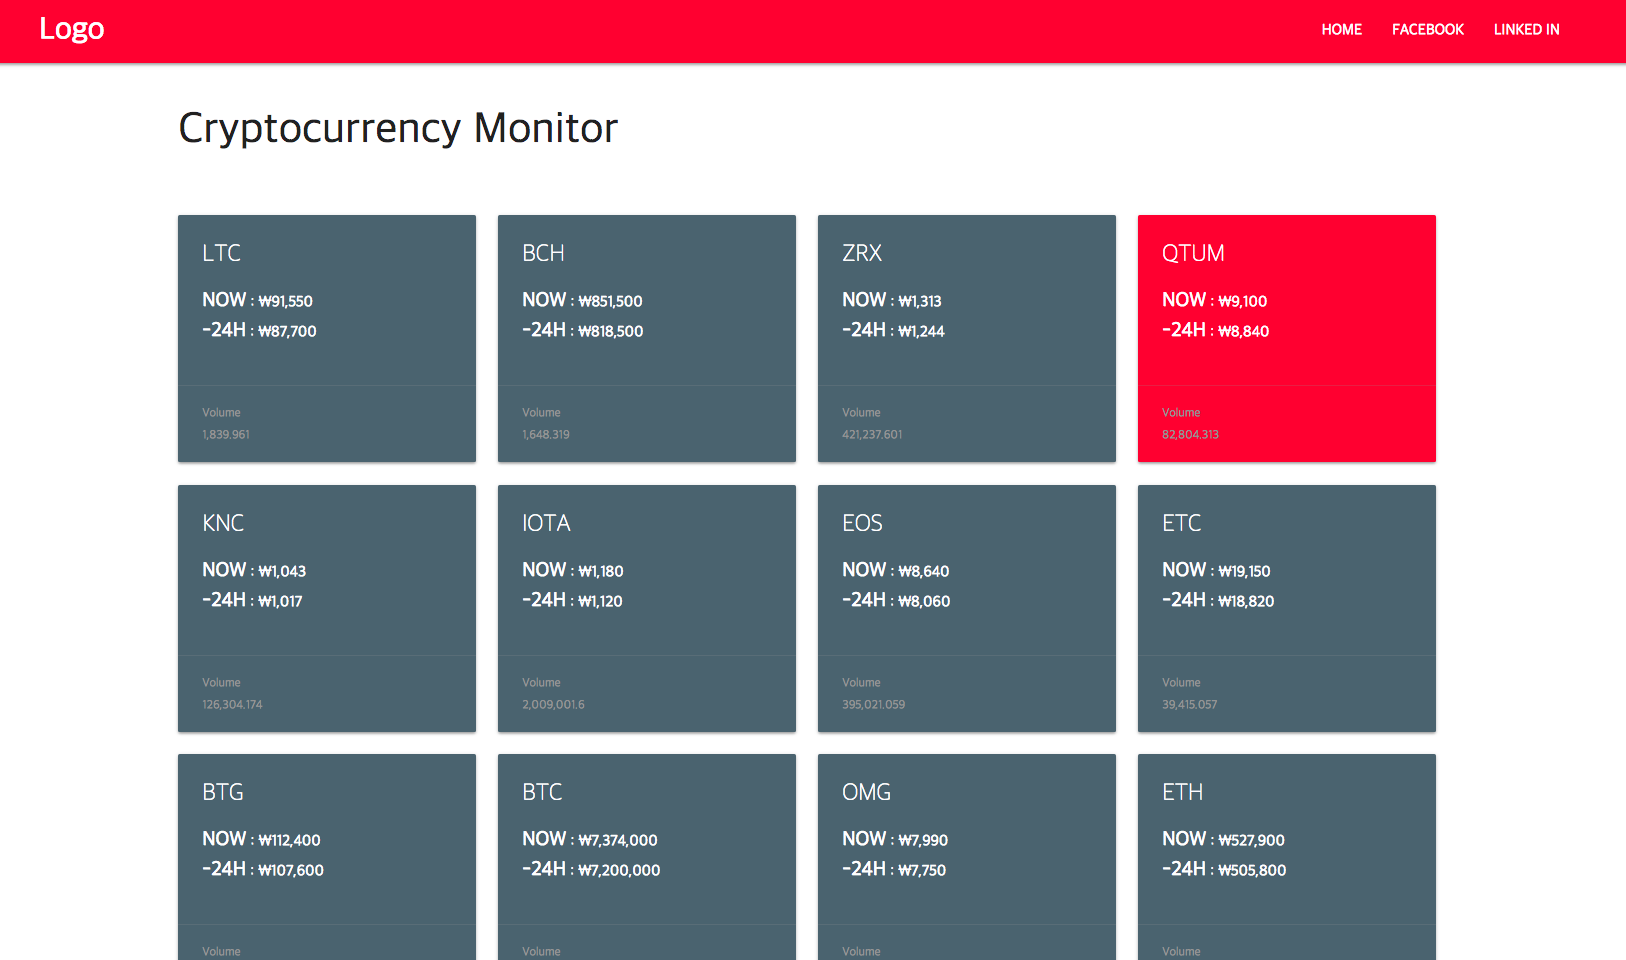 Logo
HOME FACEBOOK LINKED IN
Cryptocurrency Monitor
LTC
NOW : ₩91,550
-24H : ₩87,700
Volume
1,839.961
BCH
NOW : ₩851,500
-24H : ₩818,500
Volume
1,648.319
ZRX
NOW : ₩1,313
-24H : ₩1,244
Volume
421,237.601
QTUM
NOW : ₩9,100
-24H : ₩8,840
Volume
82,804.313
KNC
NOW : ₩1,043
-24H : ₩1,017
Volume
126,304.174
IOTA
NOW : ₩1,180
-24H : ₩1,120
Volume
2,009,001.6
EOS
NOW : ₩8,640
-24H : ₩8,060
Volume
395,021.059
ETC
NOW : ₩19,150
-24H : ₩18,820
Volume
39,415.057
BTG
NOW : ₩112,400
-24H : ₩107,600
Volume
BTC
NOW : ₩7,374,000
-24H : ₩7,200,000
Volume
OMG
NOW : ₩7,990
-24H : ₩7,750
Volume
ETH
NOW : ₩527,900
-24H : ₩505,800
Volume